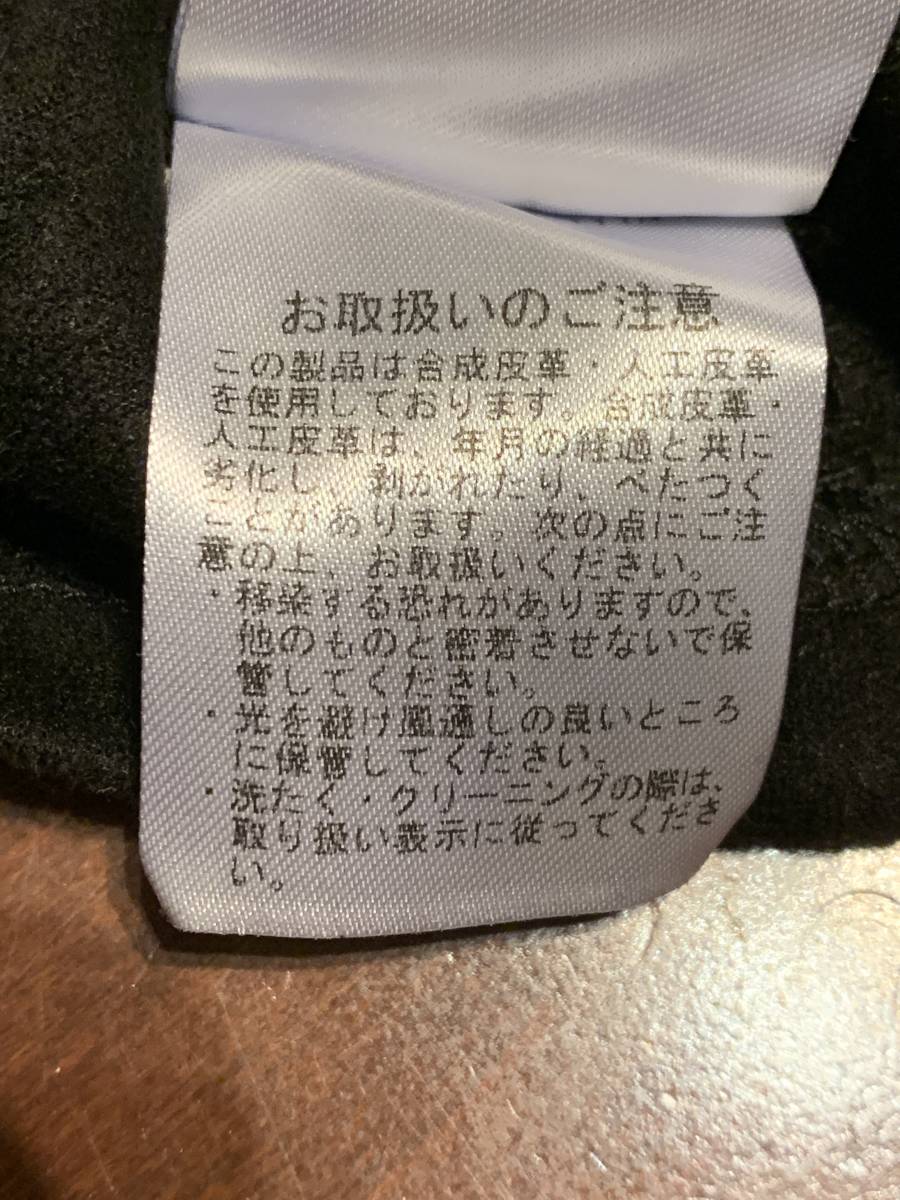 お取扱いのご注意
この製品は合成皮革・人工皮革
を使用しております。合成皮革・
人工皮革は、年月の経過と共に
劣化し、剥がれたり、べたつく
ことがあります。次の点にご注
意の上、お取扱いください。
・移染する恐れがありますので、
他のものと密着させないで保
管してください。
・光を避け風通しの良いところ
に保管してください。
・洗たく・クリーニングの際は、
取り扱い表示に従ってくださ
い。